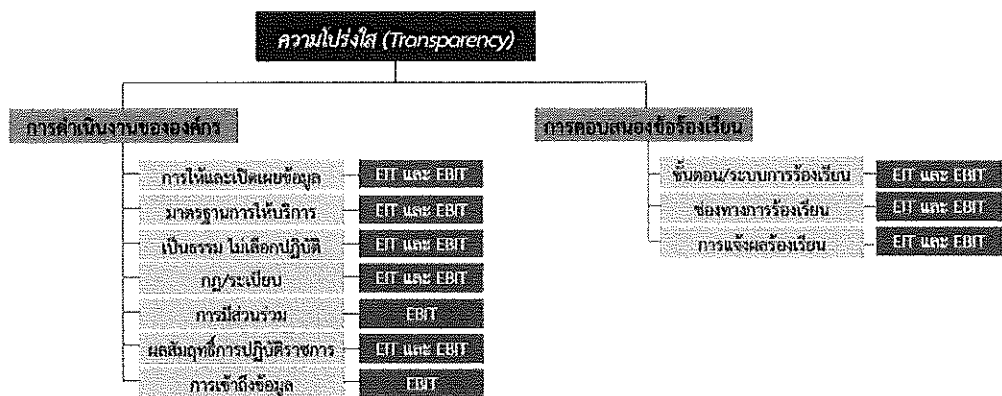 ความโปร่งใส (Transparency)
การดำเนินงานขององค์กร
การให้และเปิดเผยข้อมูล EIT และ EBIT
มาตรฐานการให้บริการ EIT และ EBIT
เป็นธรรม ไม่เลือกปฏิบัติ EIT และ EBIT
กฎ/ระเบียบ EIT และ EBIT
การมีส่วนร่วม EBIT
ผลสัมฤทธิ์การปฏิบัติราชการ EIT และ EBIT
การเข้าถึงข้อมูล EBIT
การตอบสนองข้อร้องเรียน
ขั้นตอน/ระบบการร้องเรียน EIT และ EBIT
ช่องทางการร้องเรียน EIT และ EBIT
การแจ้งผลร้องเรียน EIT และ EBIT